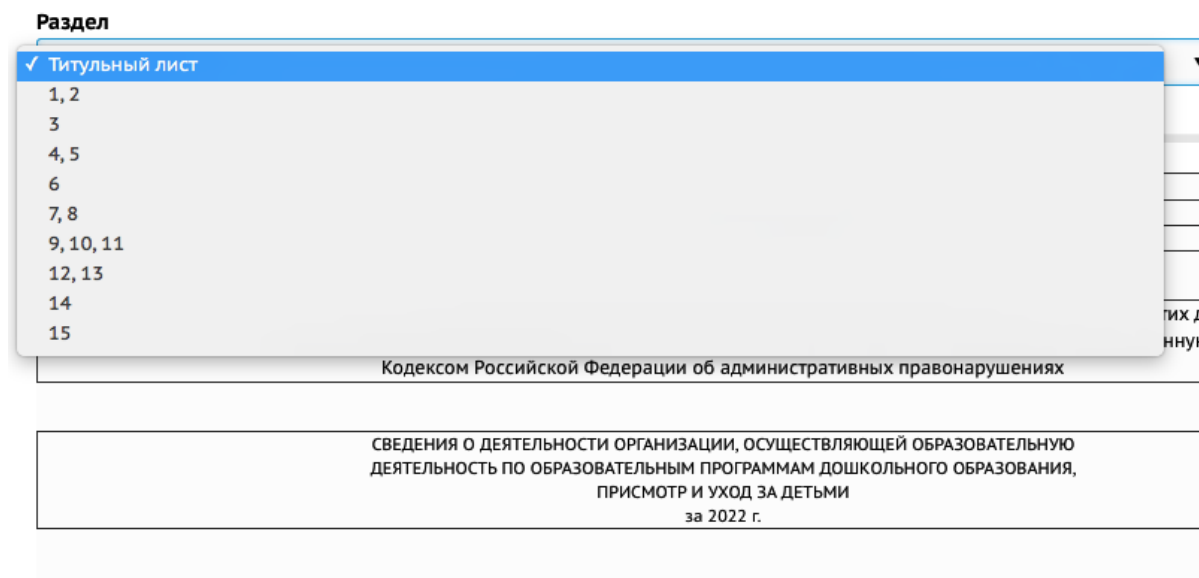 Раздел
✓ Титульный лист
1, 2
3
4, 5
6
7, 8
9, 10, 11
12, 13
14
15
Кодексом Российской Федерации об административных правонарушениях
СВЕДЕНИЯ О ДЕЯТЕЛЬНОСТИ ОРГАНИЗАЦИИ, ОСУЩЕСТВЛЯЮЩЕЙ ОБРАЗОВАТЕЛЬНУЮ
ДЕЯТЕЛЬНОСТЬ ПО ОБРАЗОВАТЕЛЬНЫМ ПРОГРАММАМ ДОШКОЛЬНОГО ОБРАЗОВАНИЯ,
ПРИСМОТР И УХОД ЗА ДЕТЬМИ
за 2022 г.